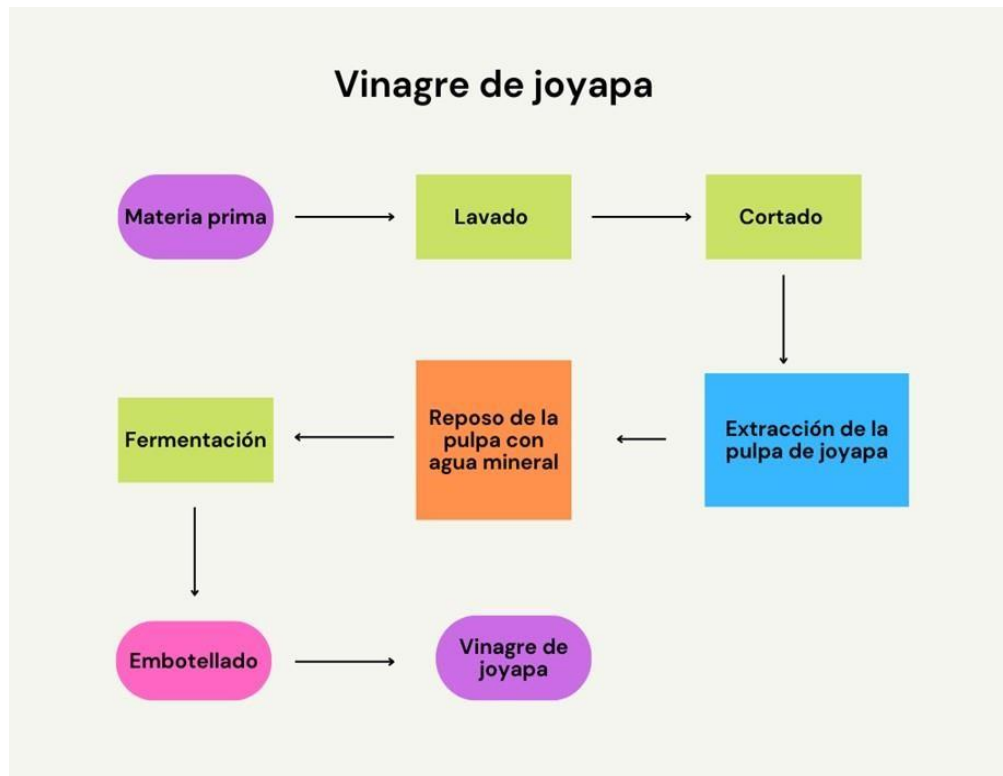 Vinagre de joyapa
Materia prima
Lavado
Cortado
Extracción de la
pulpa de joyapa
Reposo de la
pulpa con
agua mineral
Fermentación
Embotellado
Vinagre de
joyapa